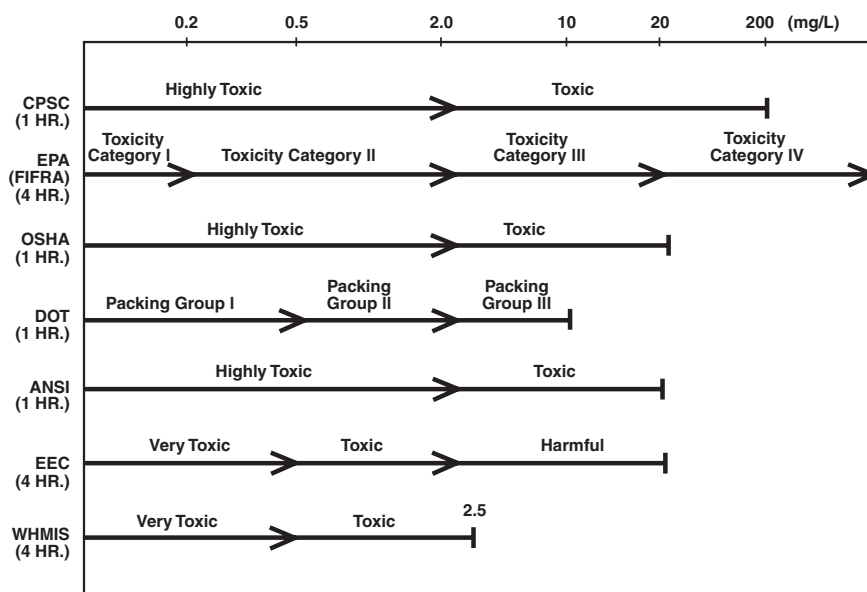 0.2 0.5 2.0 10 20 200 (mg/L)
CPSC
(1 HR.)
Highly Toxic Toxic
EPA
(FIFRA)
(4 HR.)
Toxicity
Category I
Toxicity Category II
Toxicity
Category III
Toxicity
Category IV
OSHA
(1 HR.)
Highly Toxic Toxic
DOT
(1 HR.)
Packing Group I
Packing
Group II
Packing
Group III
ANSI
(1 HR.)
Highly Toxic Toxic
EEC
(4 HR.)
Very Toxic Toxic Harmful
WHMIS
(4 HR.)
Very Toxic Toxic 2.5